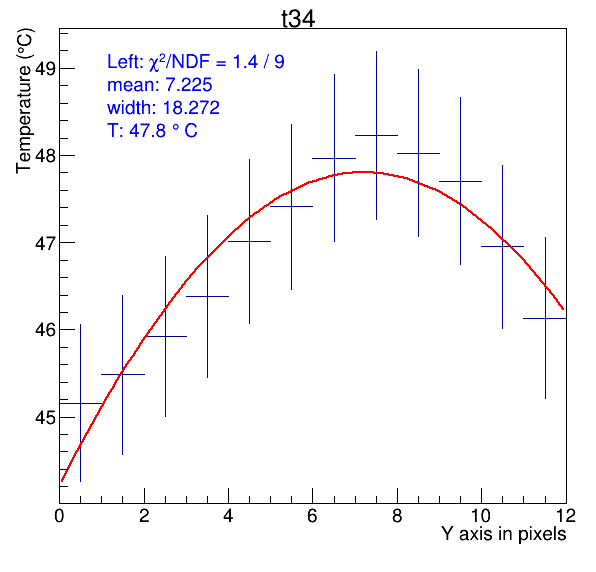 t34
Temperature (°C)
Left: χ²/NDF = 1.4 / 9
mean: 7.225
width: 18.272
T: 47.8 ° C
49
48
47
46
45
0 2 4 6 8 10 12
Y axis in pixels